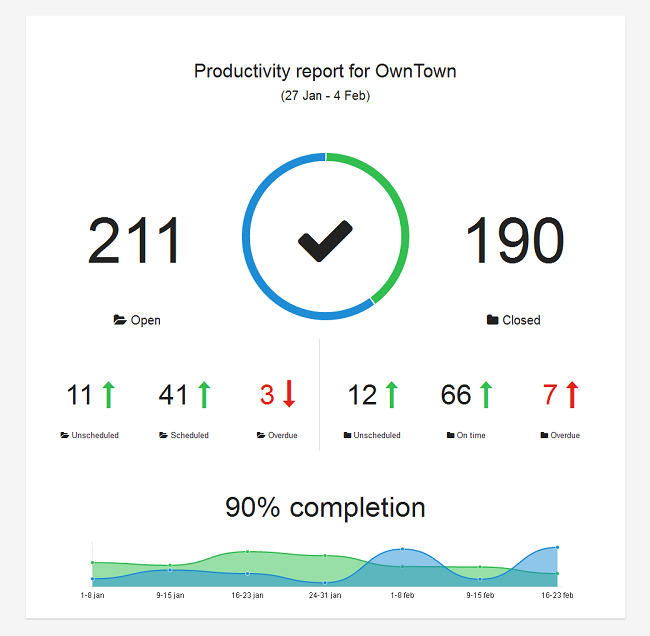 Productivity report for OwnTown
(27 Jan - 4 Feb)
211
190
Open
Closed
11
41
3
12
66
7
Unscheduled
Scheduled
Overdue
Unscheduled
On time
Overdue
90% completion
1-8 jan
9-15 jan
16-23 jan
24-31 jan
1-8 feb
9-15 feb
16-23 feb